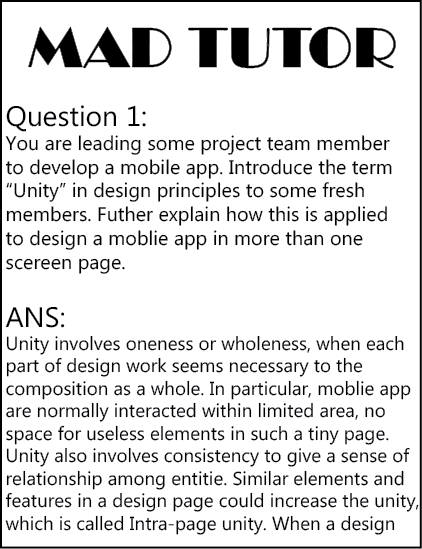 MAD TUTOR
Question 1:
You are leading some project team member
to develop a mobile app. Introduce the term
“Unity” in design principles to some fresh
members. Futher explain how this is applied
to design a moblie app in more than one
scereen page.
ANS:
Unity involves oneness or wholeness, when each
part of design work seems necessary to the
composition as a whole. In particular, moblie app
are normally interacted within limited area, no
space for useless elements in such a tiny page.
Unity also involves consistency to give a sense of
relationship among entitie. Similar elements and
features in a design page could increase the unity,
which is called Intra-page unity. When a design